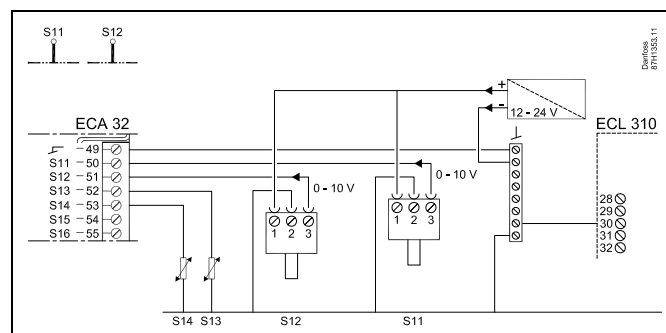 S11 S12
Danfoss
87H1353.11
+
-
12 - 24 V
ECA 32
ECL 310
49
S11 - 50
S12 - 51
S13 - 52
S14 - 53
S15 - 54
S16 - 55
0 - 10 V
0 - 10 V
1 2 3
1 2 3
28
29
30
31
32
S14 S13 S12 S11